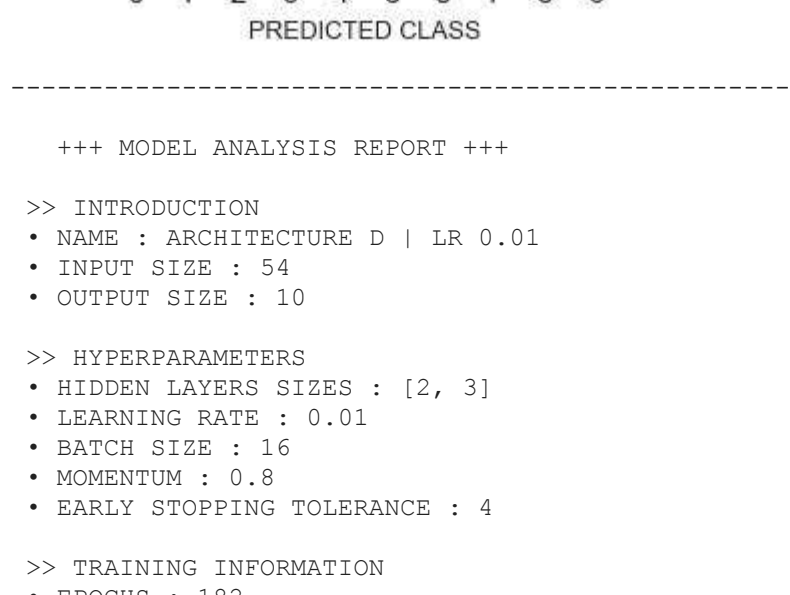 PREDICTED CLASS
--------------------------------------------------
+++ MODEL ANALYSIS REPORT +++
>> INTRODUCTION
• NAME : ARCHITECTURE D | LR 0.01
• INPUT SIZE : 54
• OUTPUT SIZE : 10
>> HYPERPARAMETERS
• HIDDEN LAYERS SIZES : [2, 3]
• LEARNING RATE : 0.01
• BATCH SIZE : 16
• MOMENTUM : 0.8
• EARLY STOPPING TOLERANCE : 4
>> TRAINING INFORMATION